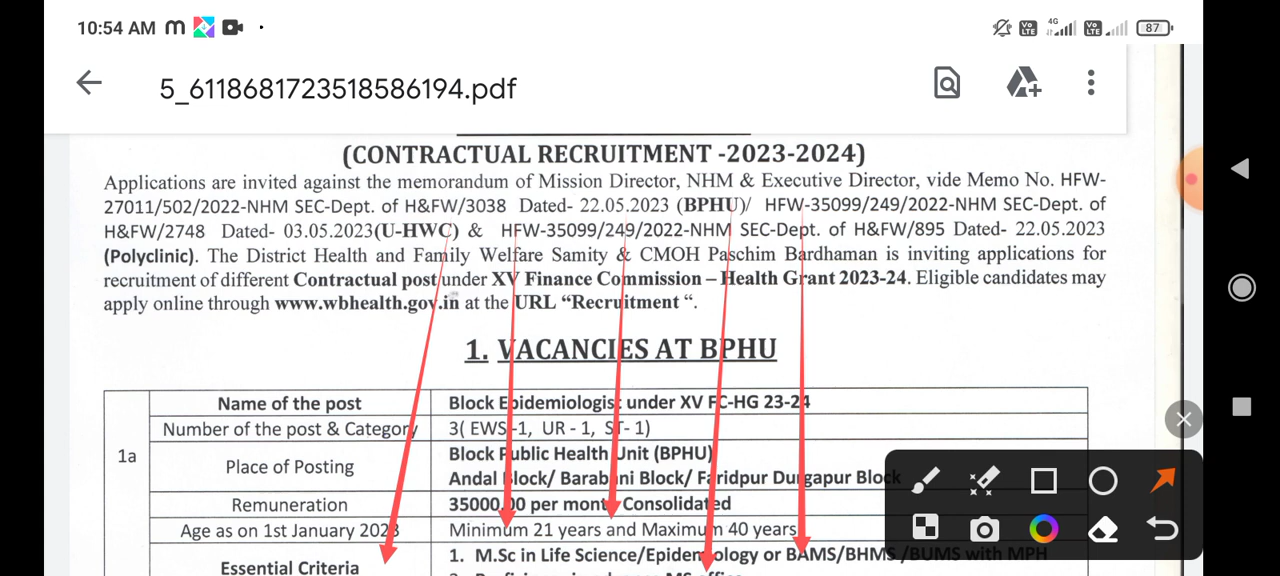 10:54 AM
4G
Vo LTE
Vo LTE
87
5_6118681723518586194.pdf
(CONTRACTUAL RECRUITMENT -2023-2024)
Applications are invited against the memorandum of Mission Director, NHM & Executive Director, vide Memo No. HFW-
27011/502/2022-NHM SEC-Dept. of H&FW/3038 Dated- 22.05.2023 (BPHU)/ HFW-35099/249/2022-NHM SEC-Dept. of
H&FW/2748 Dated- 03.05.2023(U-HWC) & HFW-35099/249/2022-NHM SEC-Dept. of H&FW/895 Dated- 22.05.2023
(Polyclinic). The District Health and Family Welfare Samity & CMOH Paschim Bardhaman is inviting applications for
recruitment of different Contractual post under XV Finance Commission – Health Grant 2023-24. Eligible candidates may
apply online through www.wbhealth.gov.in at the URL “Recruitment “.
1. VACANCIES AT BPHU
1a
Name of the post Block Epidemiologist under XV FC-HG 23-24
Number of the post & Category 3( EWS-1, UR - 1, ST- 1)
Place of Posting Block Public Health Unit (BPHU)
Andal Block/ Barabani Block/ Faridpur Durgapur Block
Remuneration 35000.00 per month Consolidated
Age as on 1st January 2023 Minimum 21 years and Maximum 40 years
Essential Criteria 1. M.Sc in Life Science/Epidemiology or BAMS/BHMS /BUMS with MPH